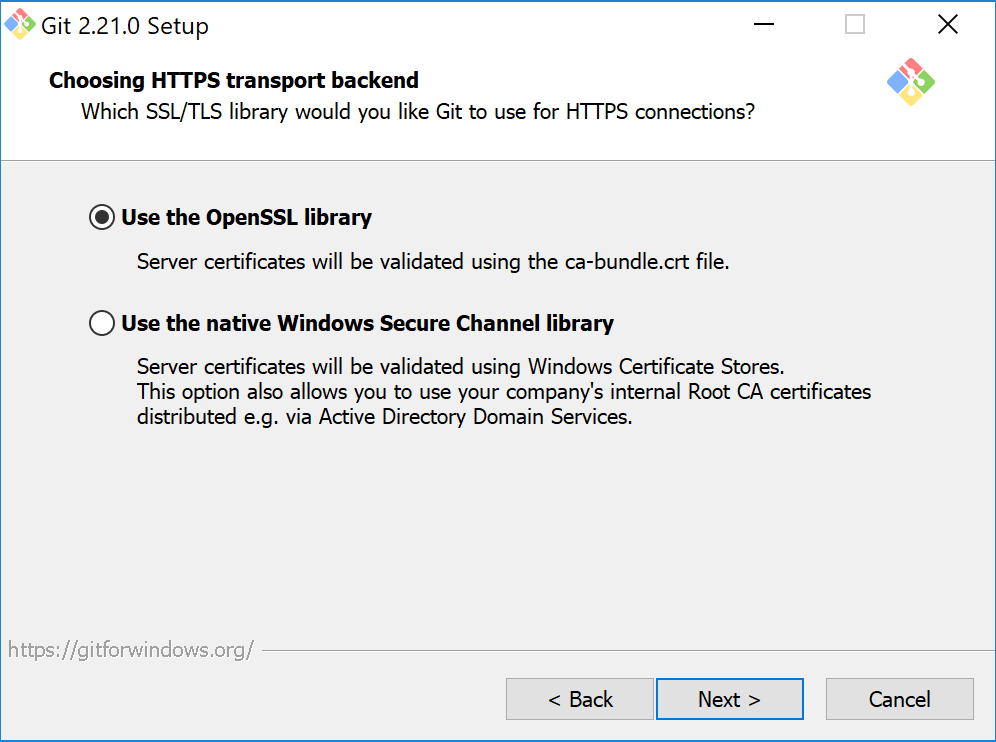 Git 2.21.0 Setup
Choosing HTTPS transport backend
Which SSL/TLS library would you like Git to use for HTTPS connections?
Use the OpenSSL library
Server certificates will be validated using the ca-bundle.crt file.
Use the native Windows Secure Channel library
Server certificates will be validated using Windows Certificate Stores.
This option also allows you to use your company's internal Root CA certificates
distributed e.g. via Active Directory Domain Services.
https://gitforwindows.org/
< Back
Next >
Cancel